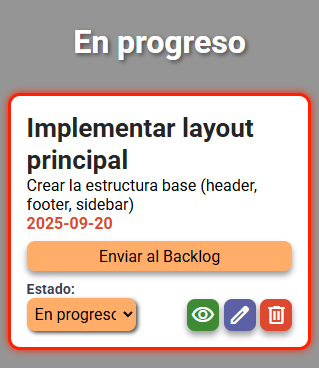 En progreso
Implementar layout
principal
Crear la estructura base (header,
footer, sidebar)
2025-09-20
Enviar al Backlog
Estado:
En progreso